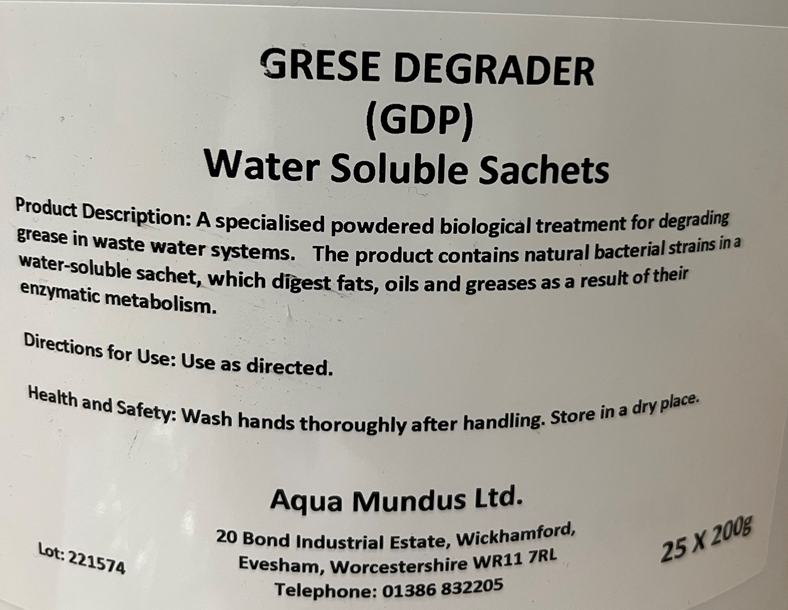 GRESE DEGRADER
(GDP)
Water Soluble Sachets
Product Description: A specialised powdered biological treatment for degrading
grease in waste water systems. The product contains natural bacterial strains in a
water-soluble sachet, which digest fats, oils and greases as a result of their
enzymatic metabolism.
Directions for Use: Use as directed.
Health and Safety: Wash hands thoroughly after handling. Store in a dry place.
Aqua Mundus Ltd.
20 Bond Industrial Estate, Wickhamford,
Evesham, Worcestershire WR11 7RL
Telephone: 01386 832205
Lot: 221574
25 X 200g